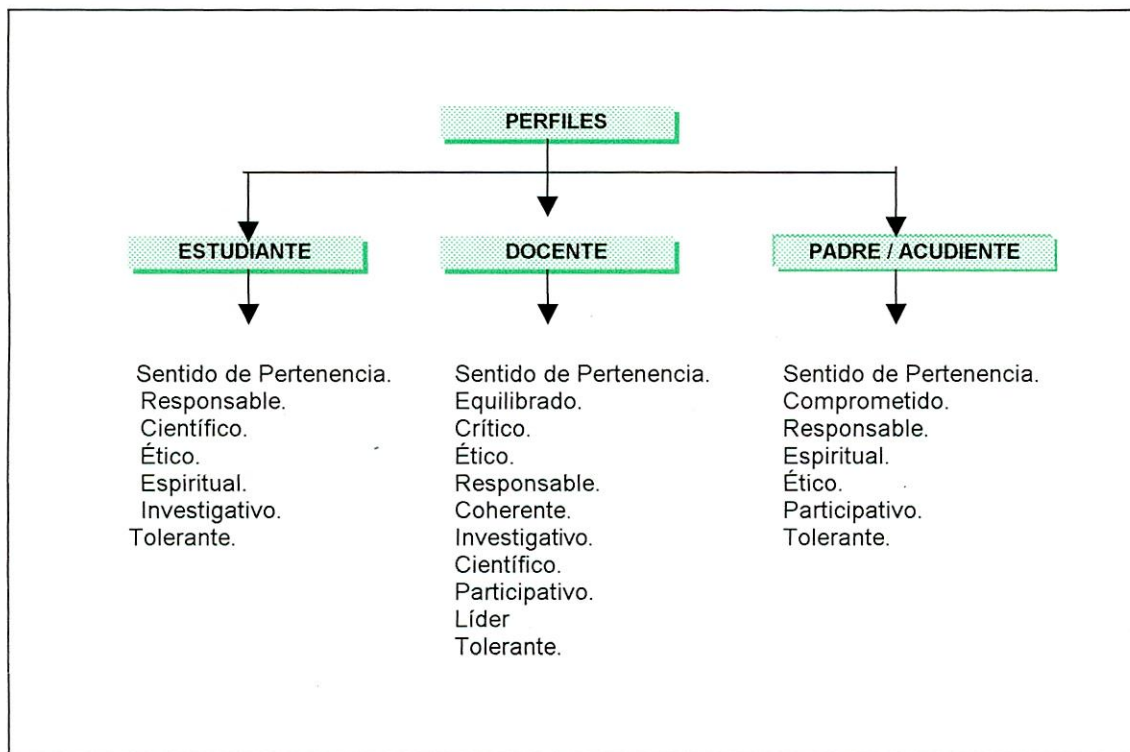 PERFILES
ESTUDIANTE
Sentido de Pertenencia.
Responsable.
Científico.
Ético.
Espiritual.
Investigativo.
Tolerante.
DOCENTE
Sentido de Pertenencia.
Equilibrado.
Crítico.
Ético.
Responsable.
Coherente.
Investigativo.
Científico.
Participativo.
Líder
Tolerante.
PADRE / ACUDIENTE
Sentido de Pertenencia.
Comprometido.
Responsable.
Espiritual.
Ético.
Participativo.
Tolerante.